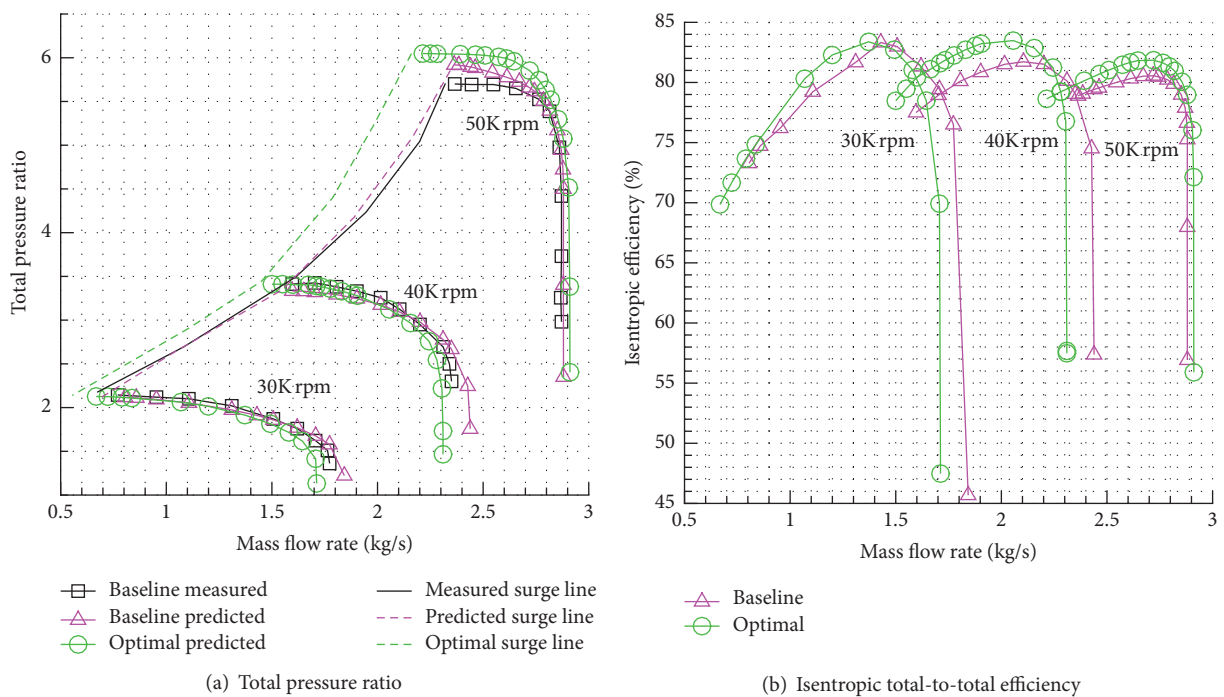 Total pressure ratio
6
4
2
50K rpm
40K rpm
30K rpm
0.5 1 1.5 2 2.5 3
Mass flow rate (kg/s)
Baseline measured
Baseline predicted
Optimal predicted
Measured surge line
Predicted surge line
Optimal surge line
(a) Total pressure ratio
Isentropic efficiency (%)
85
80
75
70
65
60
55
50
45
30K rpm
40K rpm
50K rpm
0.5 1 1.5 2 2.5 3
Mass flow rate (kg/s)
Baseline
Optimal
(b) Isentropic total-to-total efficiency